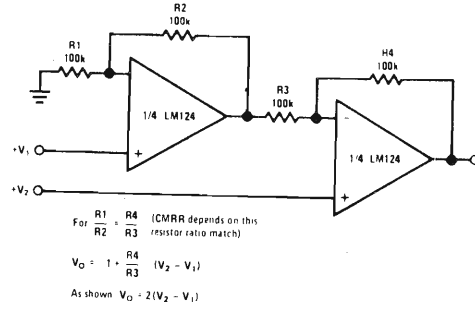 R2
100k
R1
100k
H4
100k
R3
100k
1/4 LM124
+
-
1/4 LM124
+
+V1
+V2
For R1/R2 = R4/R3 (CMRR depends on this
resistor ratio match)
VO = 1 + R4/R3 (V2 − V1)
As shown VO = 2(V2 − V1)